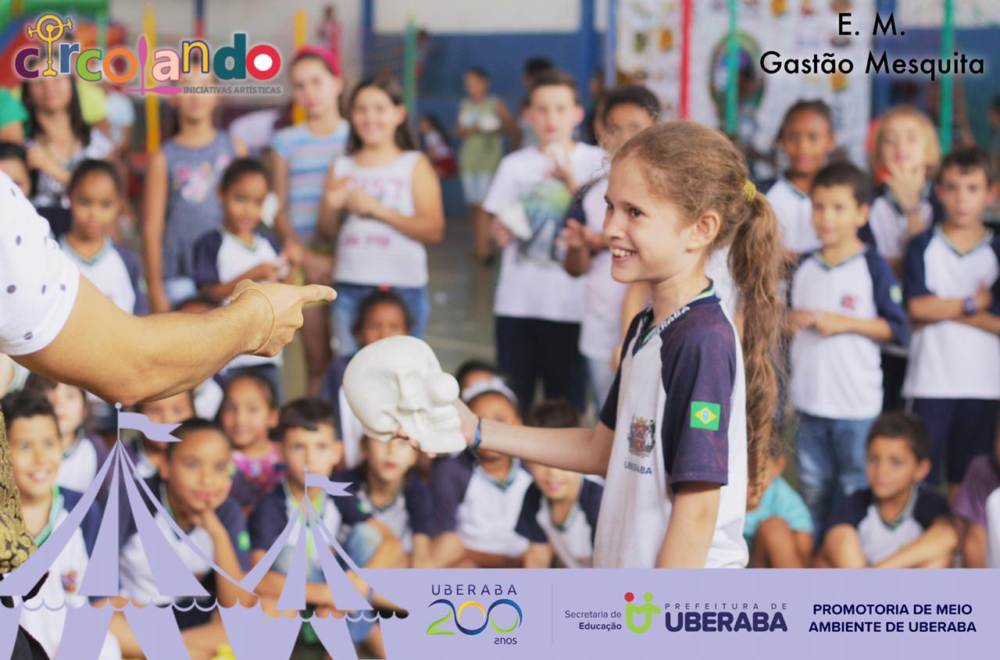 circolando
INICIATIVAS ARTÍSTICAS
E. M.
Gastão Mesquita
UBERABA
UBERABA
200
anos
Secretaria de
Educação
PREFEITURA DE
UBERABA
PROMOTORIA DE MEIO
AMBIENTE DE UBERABA